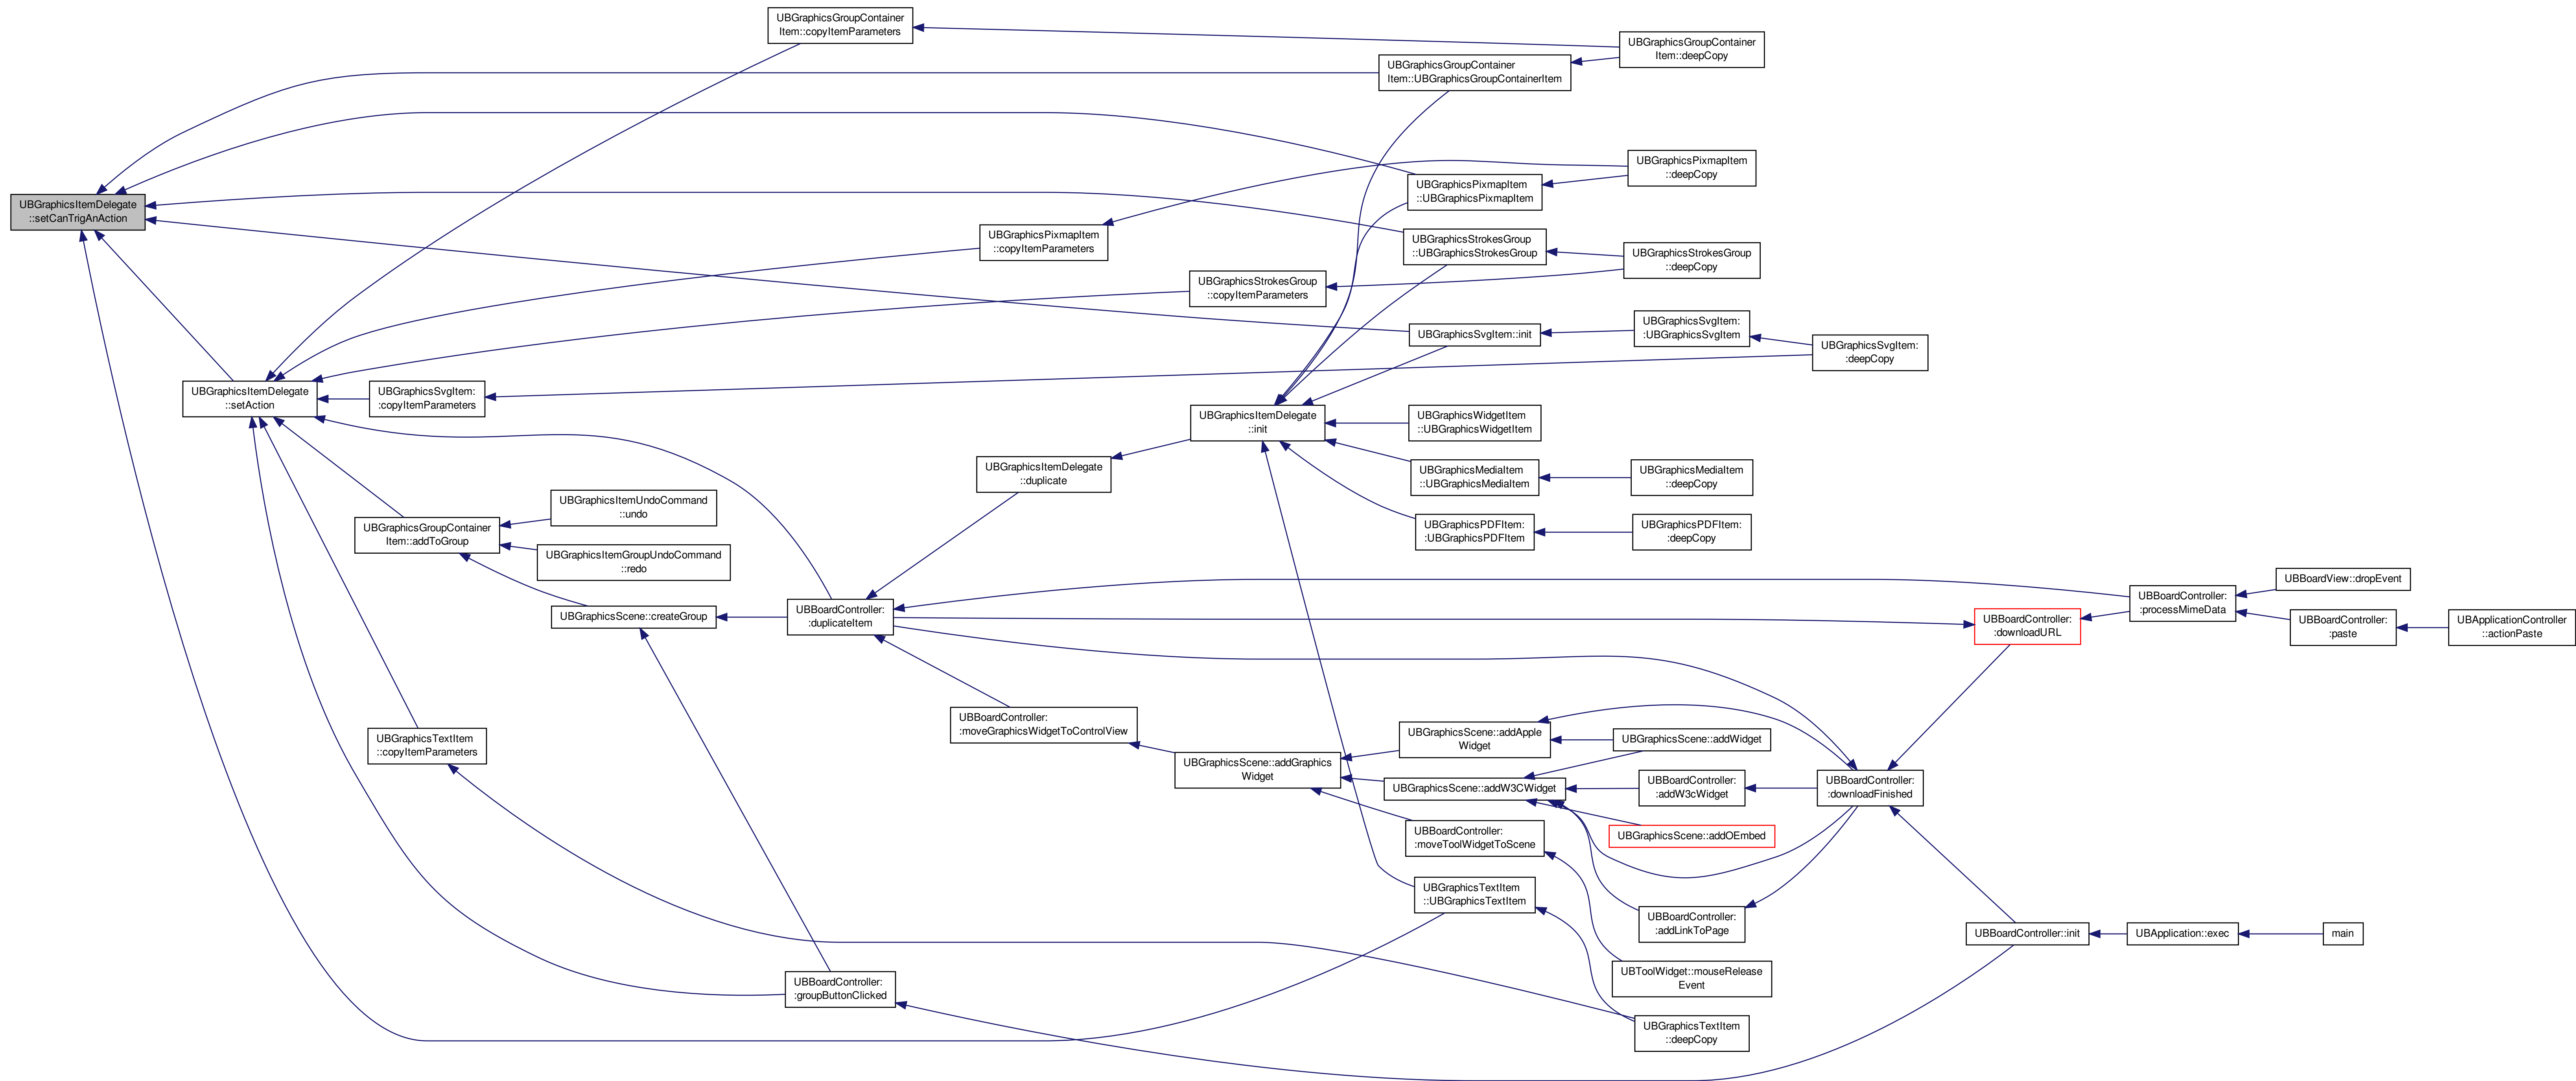 UBGraphicsItemDelegate
::setCanTrigAnAction
UBGraphicsItemDelegate
::setAction
UBGraphicsGroupContainer
Item::copyItemParameters
UBGraphicsGroupContainer
Item::deepCopy
UBGraphicsGroupContainer
Item::UBGraphicsGroupContainerItem
UBGraphicsPixmapItem
::deepCopy
UBGraphicsPixmapItem
::UBGraphicsPixmapItem
UBGraphicsPixmapItem
::copyItemParameters
UBGraphicsStrokesGroup
::UBGraphicsStrokesGroup
UBGraphicsStrokesGroup
::deepCopy
UBGraphicsStrokesGroup
::copyItemParameters
UBGraphicsSvgItem::init
UBGraphicsSvgItem:
:UBGraphicsSvgItem
UBGraphicsSvgItem:
:deepCopy
UBGraphicsSvgItem:
:copyItemParameters
UBGraphicsItemDelegate
::init
UBGraphicsWidgetItem
::UBGraphicsWidgetItem
UBGraphicsItemDelegate
::duplicate
UBGraphicsMediaItem
::UBGraphicsMediaItem
UBGraphicsMediaItem
::deepCopy
UBGraphicsPDFItem:
:UBGraphicsPDFItem
UBGraphicsPDFItem:
:deepCopy
UBGraphicsGroupContainer
Item::addToGroup
UBGraphicsItemUndoCommand
::undo
UBGraphicsItemGroupUndoCommand
::redo
UBGraphicsScene::createGroup
UBBoardController:
:duplicateItem
UBBoardController:
:downloadURL
UBBoardController:
:processMimeData
UBBoardView::dropEvent
UBBoardController:
:paste
UBApplicationController
::actionPaste
UBBoardController:
:moveGraphicsWidgetToControlView
UBGraphicsTextItem
::copyItemParameters
UBGraphicsScene::addGraphics
Widget
UBGraphicsScene::addApple
Widget
UBGraphicsScene::addWidget
UBGraphicsScene::addW3CWidget
UBBoardController:
:addW3cWidget
UBBoardController:
:downloadFinished
UBGraphicsScene::addOEmbed
UBBoardController:
:moveToolWidgetToScene
UBGraphicsTextItem
::UBGraphicsTextItem
UBBoardController:
:addLinkToPage
UBBoardController::init
UBApplication::exec
main
UBToolWidget::mouseRelease
Event
UBBoardController:
:groupButtonClicked
UBGraphicsTextItem
::deepCopy